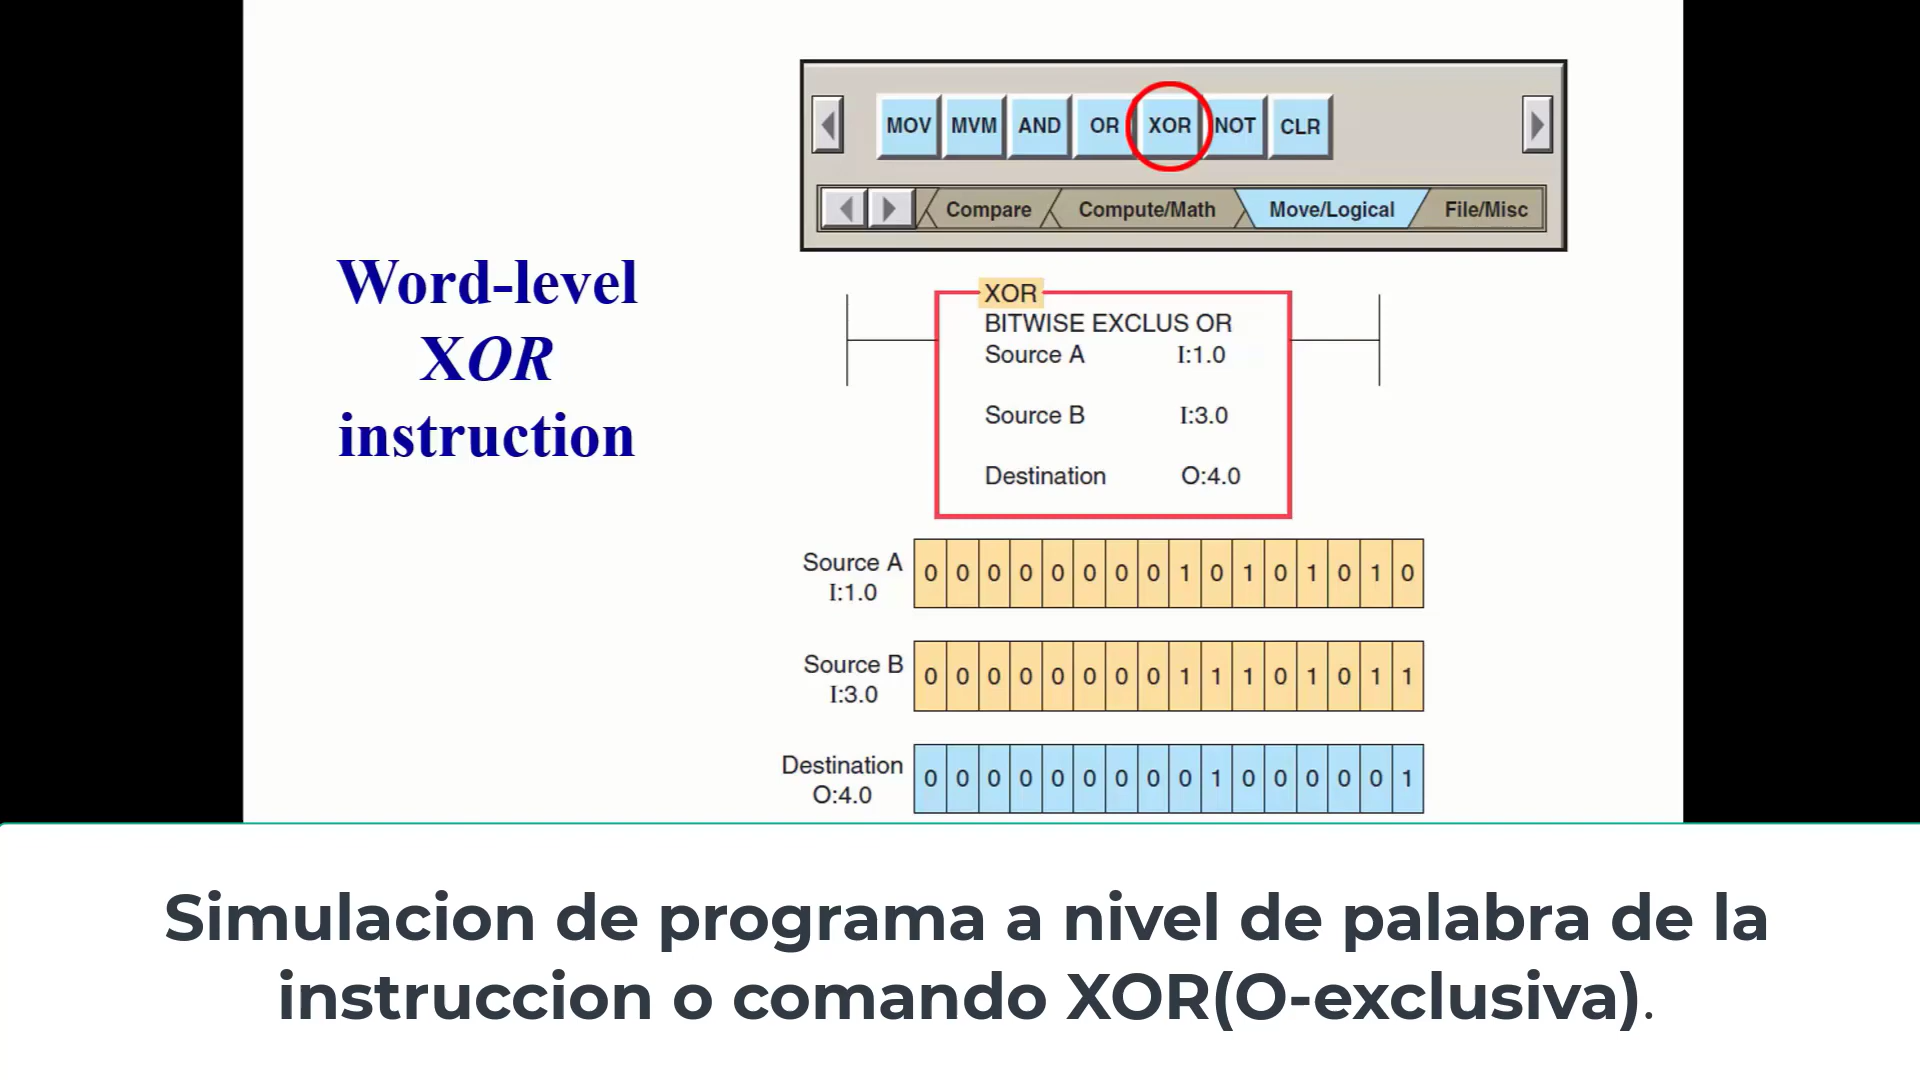 MOV MVM AND OR XOR NOT CLR
Compare Compute/Math Move/Logical File/Misc
Word-level
XOR
instruction
XOR
BITWISE EXCLUS OR
Source A I:1.0
Source B I:3.0
Destination O:4.0
Source A
I:1.0
0 0 0 0 0 0 0 0 1 0 1 0 1 0 1 0
Source B
I:3.0
0 0 0 0 0 0 0 0 1 1 1 0 1 0 1 1
Destination
O:4.0
0 0 0 0 0 0 0 0 0 1 0 0 0 0 0 1
Simulacion de programa a nivel de palabra de la
instruccion o comando XOR(O-exclusiva).